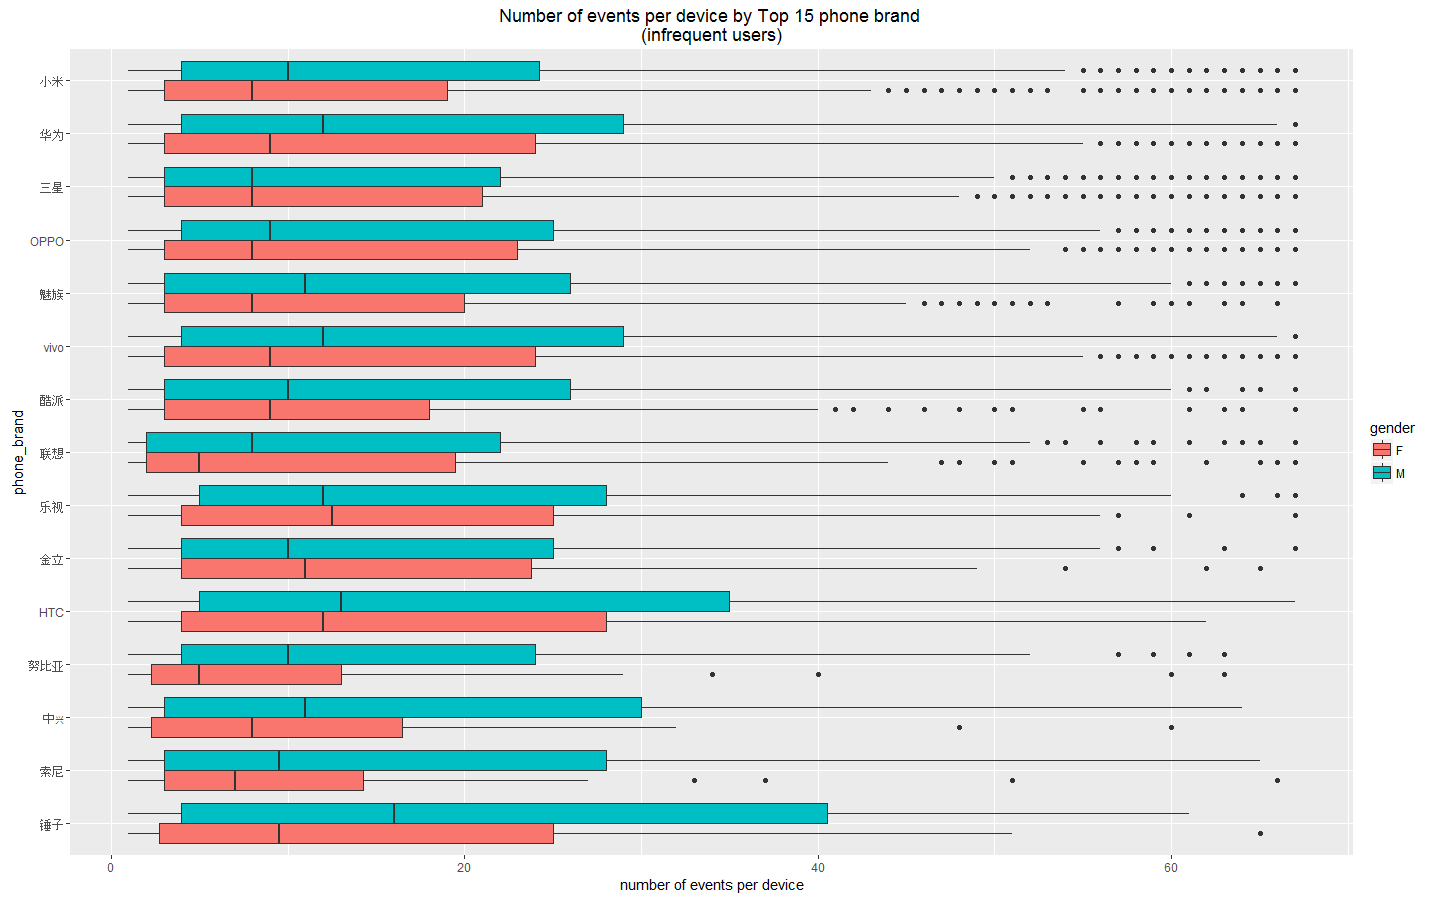 Number of events per device by Top 15 phone brand
(infrequent users)
小米
华为
三星
OPPO
魅族
vivo
酷派
联想
乐视
金立
HTC
努比亚
中兴
索尼
锤子
phone_brand
0 20 40 60
number of events per device
gender
F
M